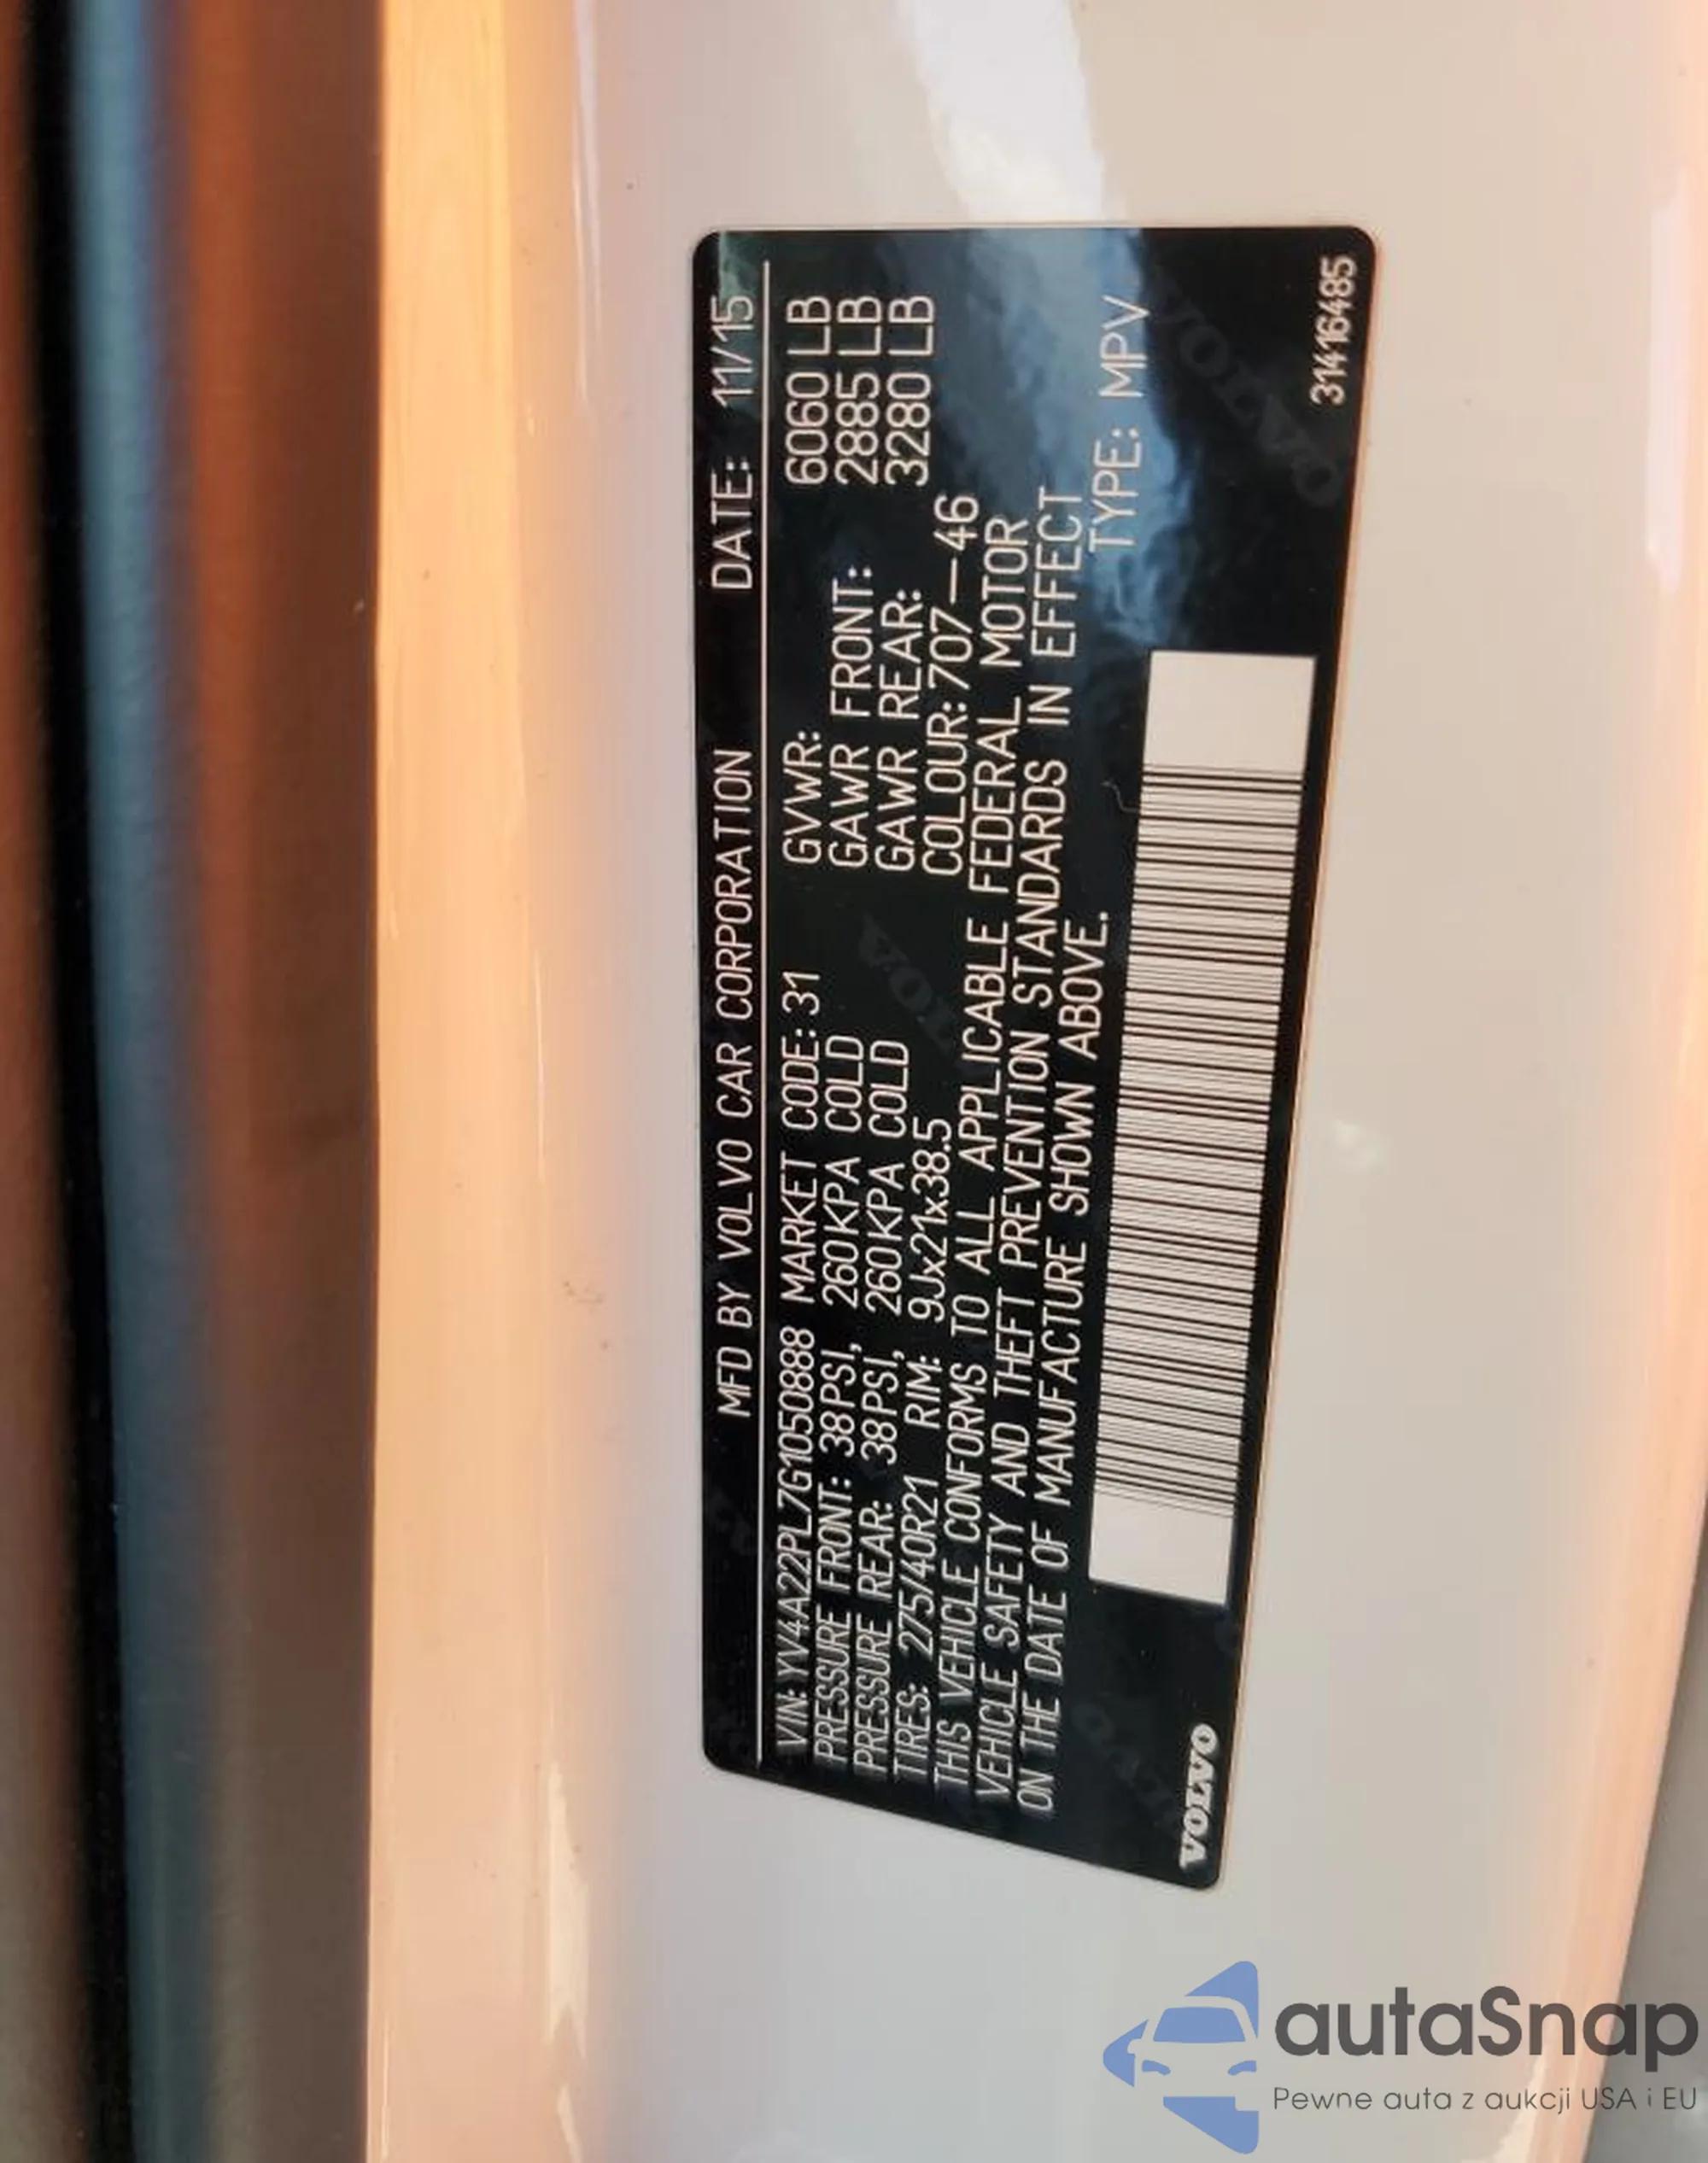 MFD BY VOLVO CAR CORPORATION DATE: 11/15
VIN: YV4A22PL7G1050888 MARKET CODE: 31 GVWR: 6060 LB
PRESSURE FRONT: 38PSI, 260KPA COLD GAWR FRONT: 2885 LB
PRESSURE REAR: 38PSI, 260KPA COLD GAWR REAR: 3280 LB
TIRES: 275/40R21 RIM: 9Jx21x38.5 COLOUR: 707—46
THIS VEHICLE CONFORMS TO ALL APPLICABLE FEDERAL MOTOR
VEHICLE SAFETY AND THEFT PREVENTION STANDARDS IN EFFECT
ON THE DATE OF MANUFACTURE SHOWN ABOVE. TYPE: MPV
VOLVO 31416485
autaSnap
Pewne auta z aukcji USA i EU